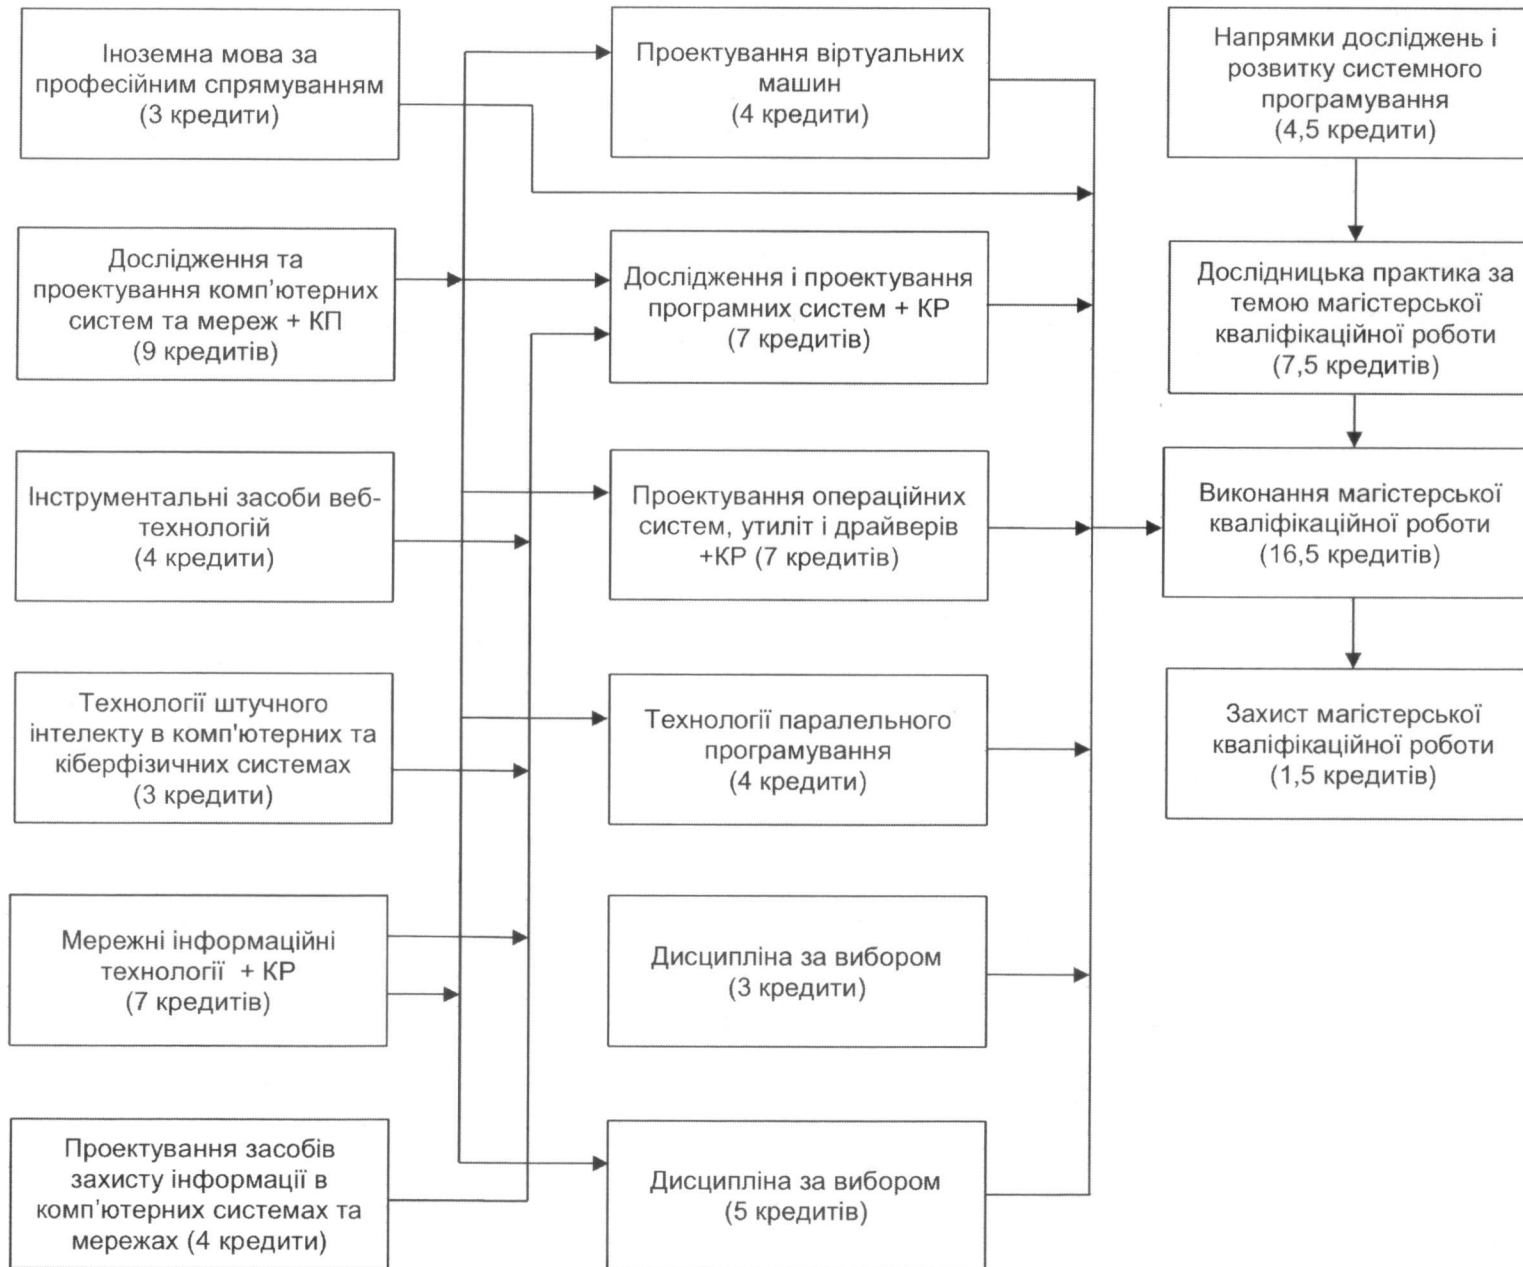 Іноземна мова за
професійним спрямуванням
(3 кредити)
Дослідження та
проектування комп'ютерних
систем та мереж + КП
(9 кредитів)
Інструментальні засоби веб-
технологій
(4 кредити)
Технології штучного
інтелекту в комп'ютерних та
кіберфізичних системах
(3 кредити)
Мережні інформаційні
технології + КР
(7 кредитів)
Проектування засобів
захисту інформації в
комп'ютерних системах та
мережах (4 кредити)
Проектування віртуальних
машин
(4 кредити)
Дослідження і проектування
програмних систем + КР
(7 кредитів)
Проектування операційних
систем, утиліт і драйверів
+КР (7 кредитів)
Технології паралельного
програмування
(4 кредити)
Дисципліна за вибором
(3 кредити)
Дисципліна за вибором
(5 кредитів)
Напрямки досліджень і
розвитку системного
програмування
(4,5 кредити)
Дослідницька практика за
темою магістерської
кваліфікаційної роботи
(7,5 кредитів)
Виконання магістерської
кваліфікаційної роботи
(16,5 кредитів)
Захист магістерської
кваліфікаційної роботи
(1,5 кредитів)